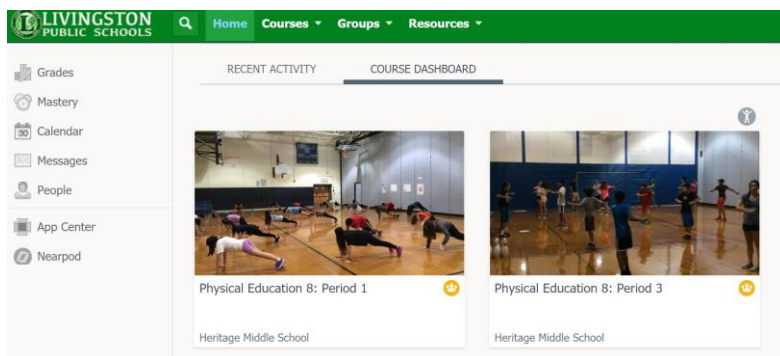 LIVINGSTON
PUBLIC SCHOOLS
Home Courses Groups Resources
Grades
Mastery
30 Calendar
Messages
People
App Center
Nearpod
RECENT ACTIVITY COURSE DASHBOARD
Physical Education 8: Period 1
Heritage Middle School
Physical Education 8: Period 3
Heritage Middle School